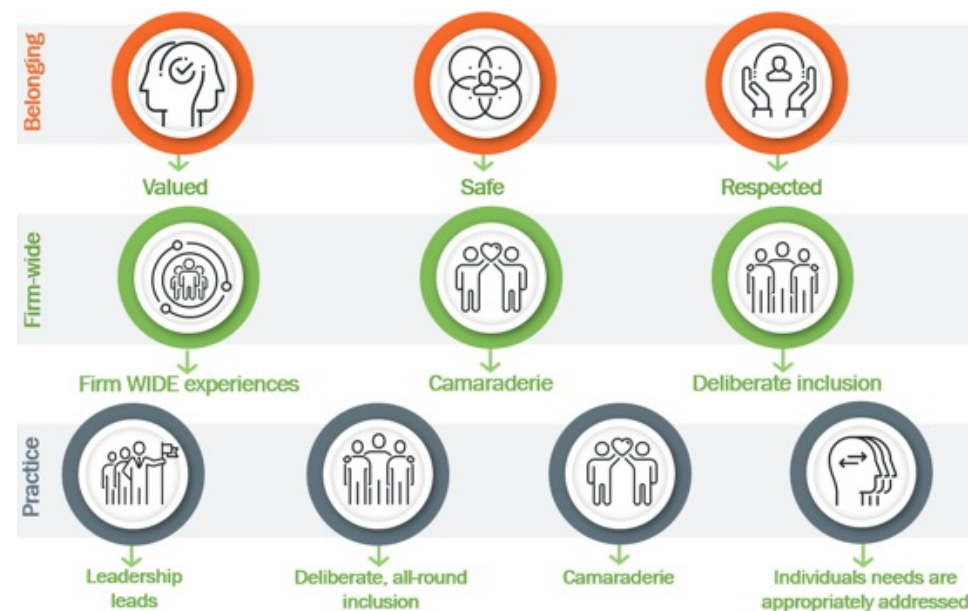 Belonging
Valued
Safe
Respected
Firm-wide
Firm WIDE experiences
Camaraderie
Deliberate inclusion
Practice
Leadership
leads
Deliberate, all-round
inclusion
Camaraderie
Individuals needs are
appropriately addressed